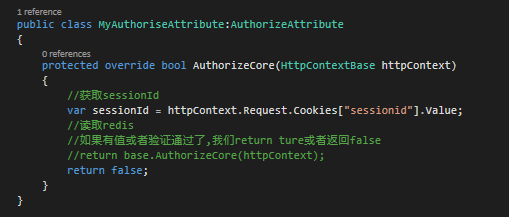 1 reference
public class MyAuthoriseAttribute:AuthorizeAttribute
{
0 references
protected override bool AuthorizeCore(HttpContextBase httpContext)
{
//获取sessionId
var sessionId = httpContext.Request.Cookies["sessionid"].Value;
//读取redis
//如果有值或者验证通过了,我们return ture或者返回false
//return base.AuthorizeCore(httpContext);
return false;
}
}